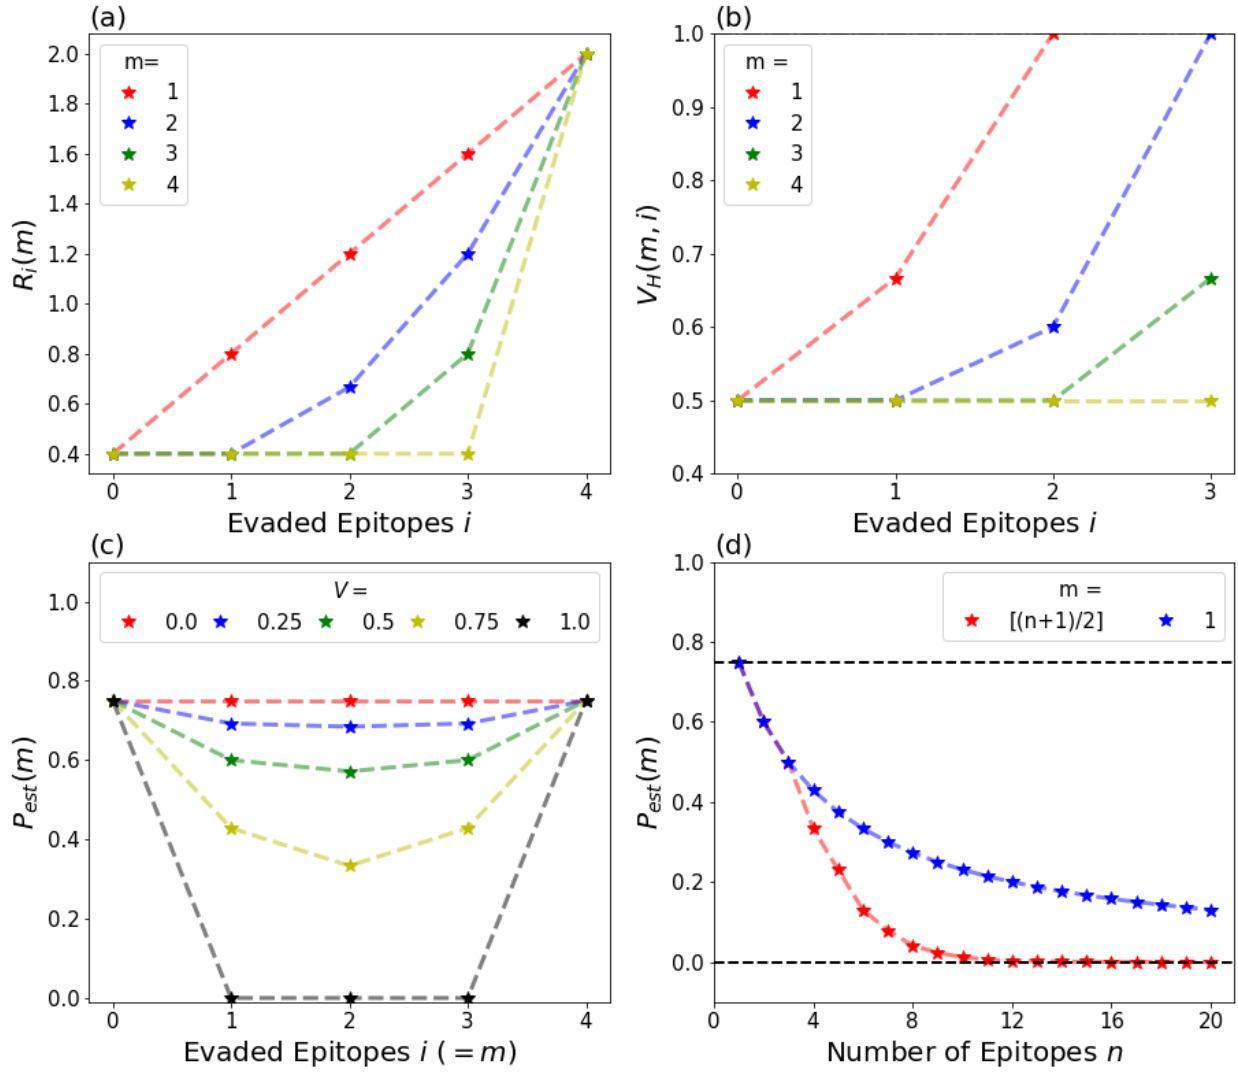 (a)
2.0
1.8
1.6
1.4
1.2
1.0
0.8
0.6
0.4
R_i(m)
m=
1
2
3
4
0 1 2 3 4
Evaded Epitopes i
(b)
1.0
0.9
0.8
0.7
0.6
0.5
0.4
V_H(m, i)
m =
1
2
3
4
0 1 2 3
Evaded Epitopes i
(c)
1.0
0.8
0.6
0.4
0.2
0.0
P_est(m)
V =
0.0 0.25 0.5 0.75 1.0
0 1 2 3 4
Evaded Epitopes i (=m)
(d)
1.0
0.8
0.6
0.4
0.2
0.0
P_est(m)
m =
[(n+1)/2] 1
0 4 8 12 16 20
Number of Epitopes n